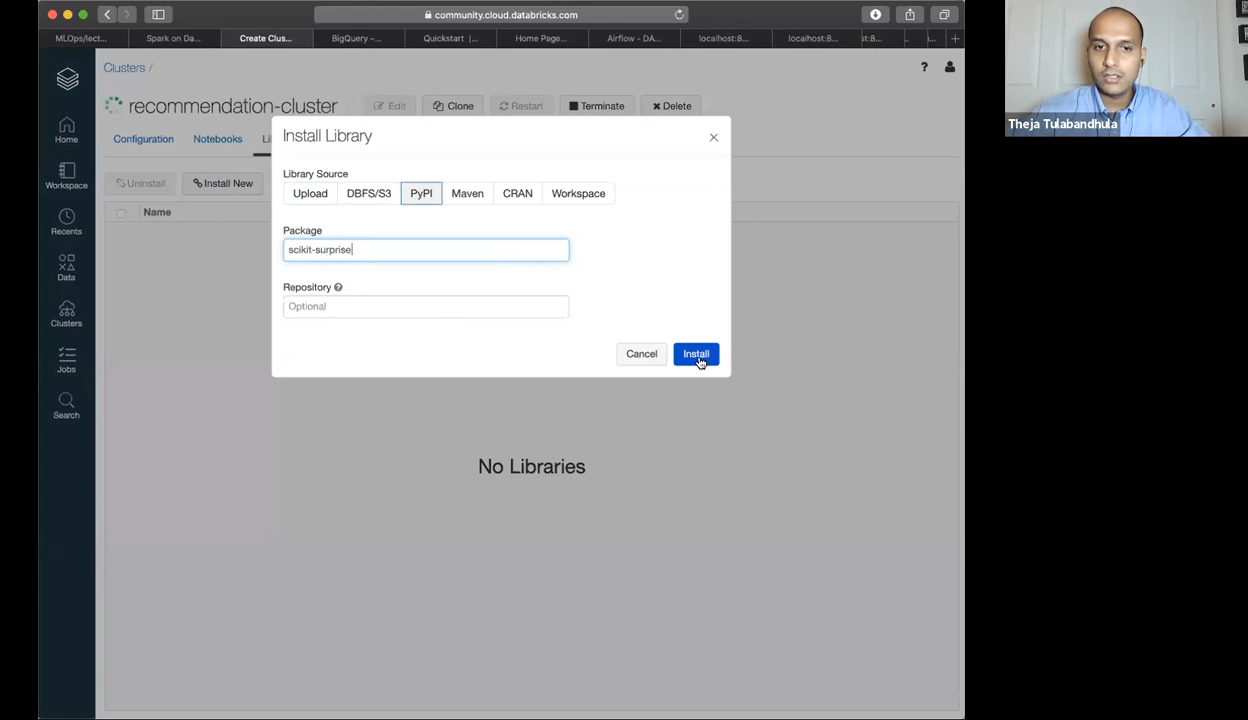 community.cloud.databricks.com
MLOps/lect...
Spark on Da...
Create Clus...
BigQuery –...
Quickstart |...
Home Page...
Airflow - DA...
localhost:8...
localhost:8...
st:8...
Clusters /
?
recommendation-cluster
Edit
Clone
Restart
Terminate
Delete
Configuration
Notebooks
Li
Uninstall
Install New
Name
Home
Workspace
Recents
Data
Clusters
Jobs
Search
Install Library
Library Source
Upload
DBFS/S3
PyPI
Maven
CRAN
Workspace
Package
scikit-surprise
Repository ?
Optional
Cancel
Install
No Libraries
Theja Tulabandhula